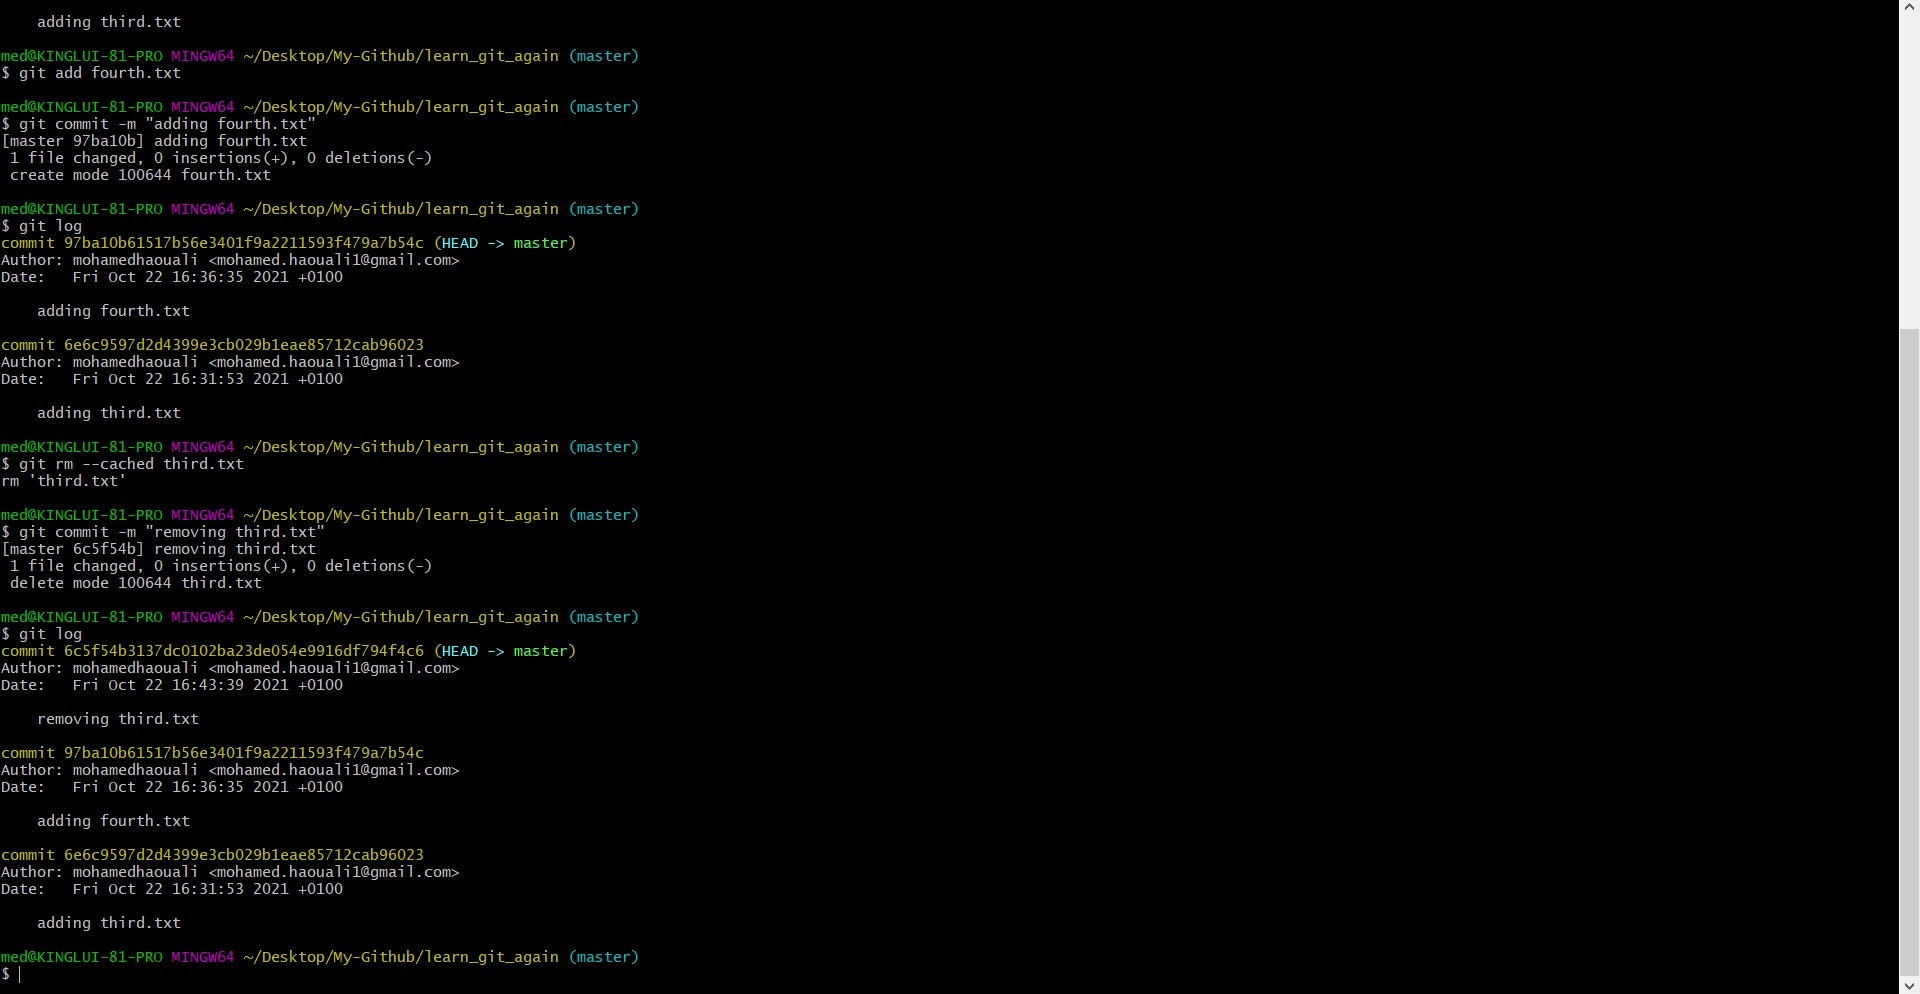 adding third.txt

med@KINGLUI-81-PRO MINGW64 ~/Desktop/My-Github/learn_git_again (master)
$ git add fourth.txt

med@KINGLUI-81-PRO MINGW64 ~/Desktop/My-Github/learn_git_again (master)
$ git commit -m "adding fourth.txt"
[master 97ba10b] adding fourth.txt
 1 file changed, 0 insertions(+), 0 deletions(-)
 create mode 100644 fourth.txt

med@KINGLUI-81-PRO MINGW64 ~/Desktop/My-Github/learn_git_again (master)
$ git log
commit 97ba10b61517b56e3401f9a2211593f479a7b54c (HEAD -> master)
Author: mohamedhaouali <mohamed.haouali1@gmail.com>
Date:   Fri Oct 22 16:36:35 2021 +0100

    adding fourth.txt

commit 6e6c9597d2d4399e3cb029b1eae85712cab96023
Author: mohamedhaouali <mohamed.haouali1@gmail.com>
Date:   Fri Oct 22 16:31:53 2021 +0100

    adding third.txt

med@KINGLUI-81-PRO MINGW64 ~/Desktop/My-Github/learn_git_again (master)
$ git rm --cached third.txt
rm 'third.txt'

med@KINGLUI-81-PRO MINGW64 ~/Desktop/My-Github/learn_git_again (master)
$ git commit -m "removing third.txt"
[master 6c5f54b] removing third.txt
 1 file changed, 0 insertions(+), 0 deletions(-)
 delete mode 100644 third.txt

med@KINGLUI-81-PRO MINGW64 ~/Desktop/My-Github/learn_git_again (master)
$ git log
commit 6c5f54b3137dc0102ba23de054e9916df794f4c6 (HEAD -> master)
Author: mohamedhaouali <mohamed.haouali1@gmail.com>
Date:   Fri Oct 22 16:43:39 2021 +0100

    removing third.txt

commit 97ba10b61517b56e3401f9a2211593f479a7b54c
Author: mohamedhaouali <mohamed.haouali1@gmail.com>
Date:   Fri Oct 22 16:36:35 2021 +0100

    adding fourth.txt

commit 6e6c9597d2d4399e3cb029b1eae85712cab96023
Author: mohamedhaouali <mohamed.haouali1@gmail.com>
Date:   Fri Oct 22 16:31:53 2021 +0100

    adding third.txt

med@KINGLUI-81-PRO MINGW64 ~/Desktop/My-Github/learn_git_again (master)
$